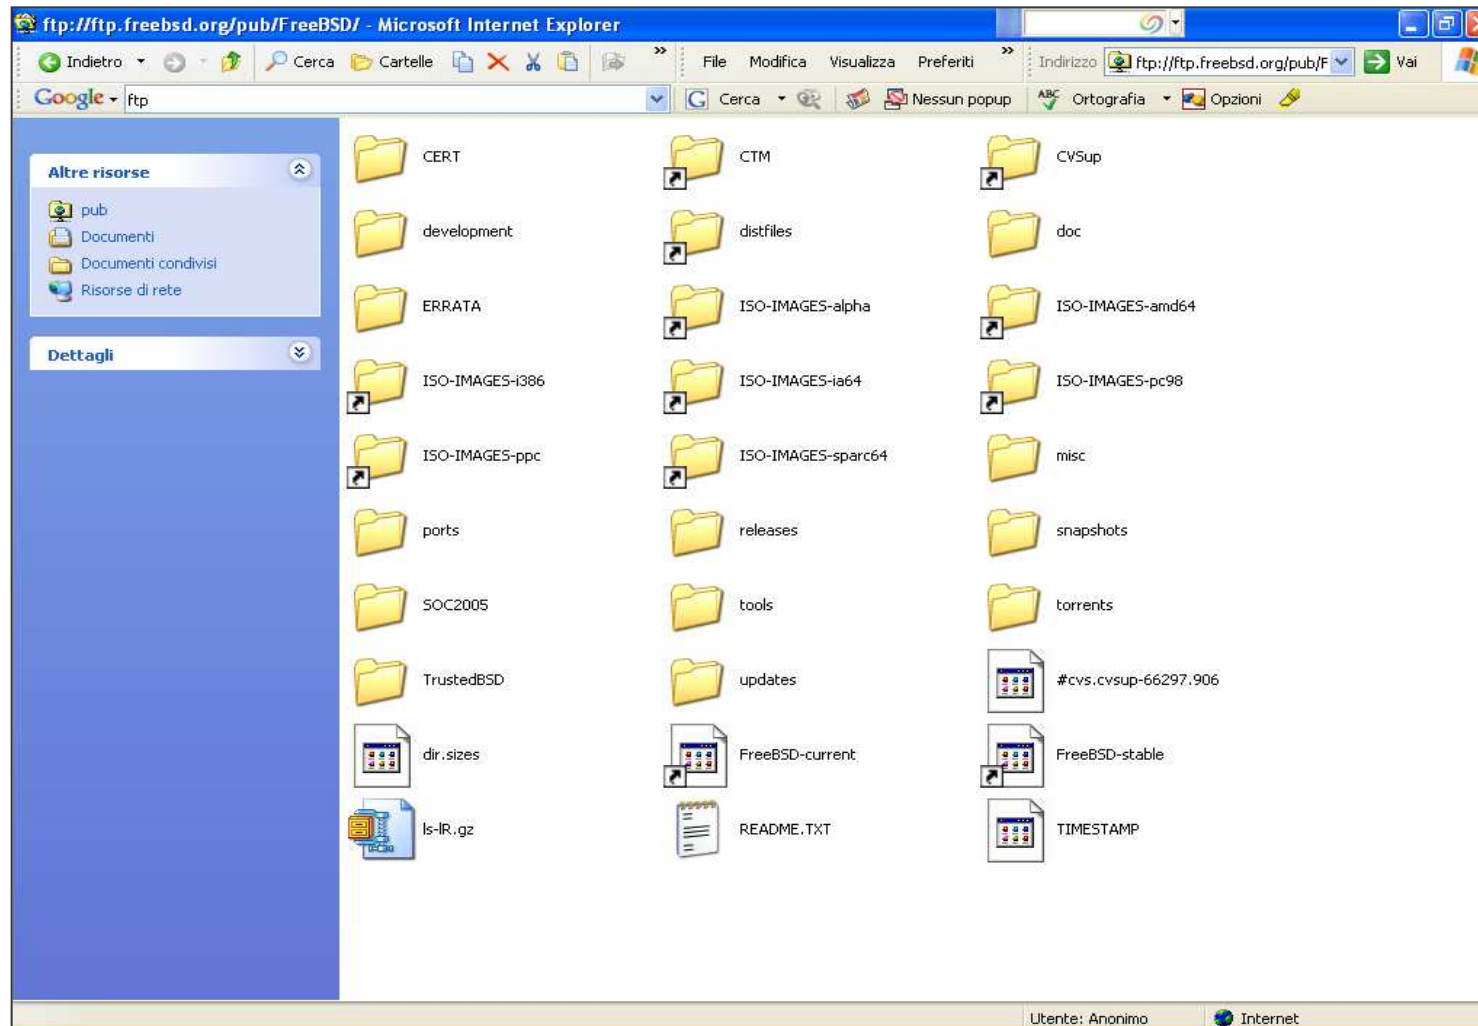 ftp://ftp.freebsd.org/pub/FreeBSD/ - Microsoft Internet Explorer
Indietro Cerca Cartelle » File Modifica Visualizza Preferiti » Indirizzo ftp://ftp.freebsd.org/pub/F Vai
Google ftp G Cerca Nessun popup ABC Ortografia Opzioni
Altre risorse
pub
Documenti
Documenti condivisi
Risorse di rete
Dettagli
CERT CTM CVSup
development distfiles doc
ERRATA ISO-IMAGES-alpha ISO-IMAGES-amd64
ISO-IMAGES-i386 ISO-IMAGES-ia64 ISO-IMAGES-pc98
ISO-IMAGES-ppc ISO-IMAGES-sparc64 misc
ports releases snapshots
SOC2005 tools torrents
TrustedBSD updates #cvs.cvsup-66297.906
dir.sizes FreeBSD-current FreeBSD-stable
ls-lR.gz README.TXT TIMESTAMP
Utente: Anonimo Internet